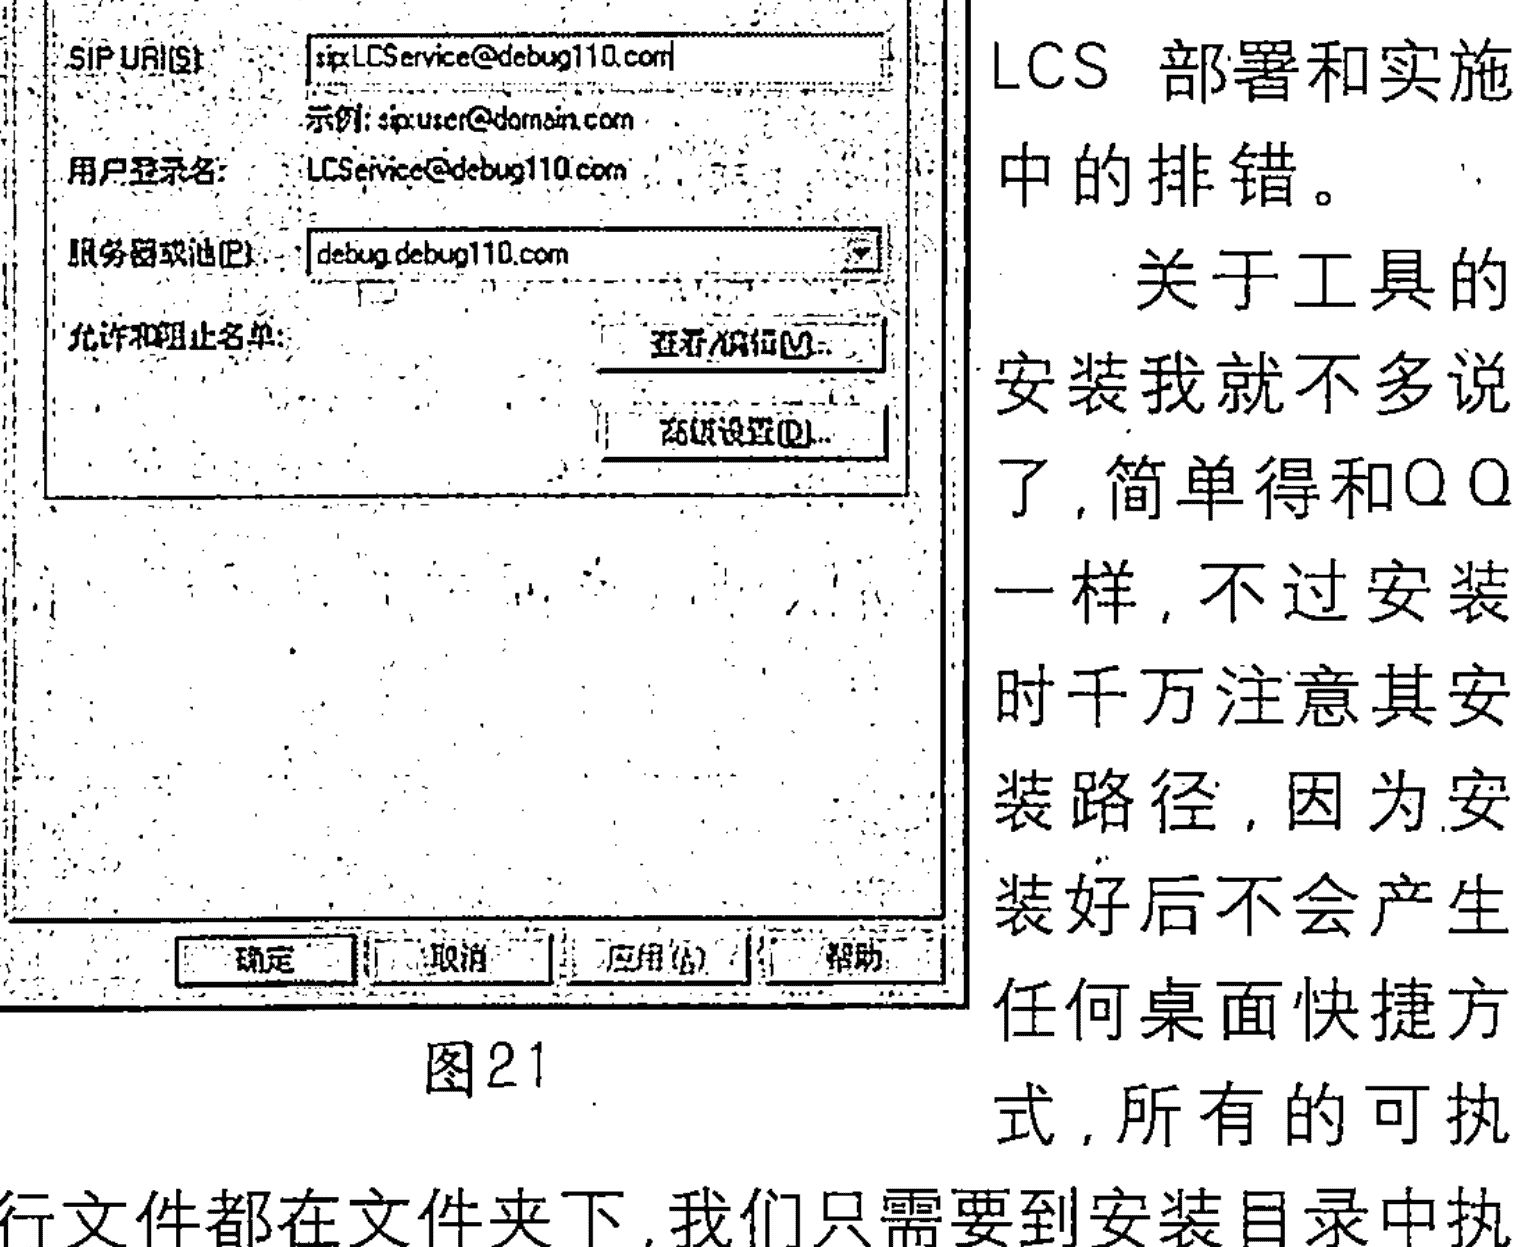 SIP URI(S):
sip:LCService@debug110.com
示例: sip:user@domain.com
用户登录名:
LCService@debug110.com
服务器或池(P):
debug.debug110.com
允许和阻止名单:
查看/编辑(V)...
高级设置(D)...
确定
取消
应用(A)
帮助
图21
LCS 部署和实施
中的排错。
关于工具的
安装我就不多说
了,简单得和QQ
一样,不过安装
时千万注意其安
装路径,因为安
装好后不会产生
任何桌面快捷方
式,所有的可执
行文件都在文件夹下,我们只需要到安装目录中执